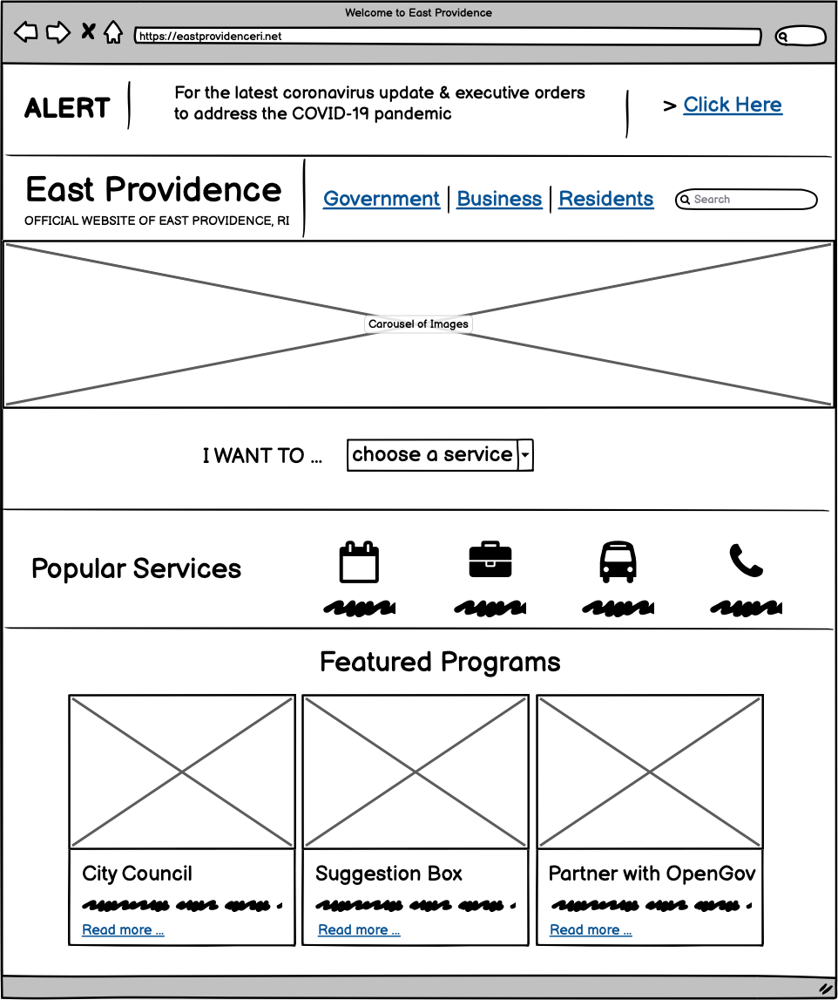 Welcome to East Providence
https://eastprovidenceri.net
ALERT
For the latest coronavirus update & executive orders
to address the COVID-19 pandemic
> Click Here
East Providence
OFFICIAL WEBSITE OF EAST PROVIDENCE, RI
Government
Business
Residents
Search
Carousel of Images
I WANT TO ...
choose a service
Popular Services
Featured Programs
City Council
Read more ...
Suggestion Box
Read more ...
Partner with OpenGov
Read more ...